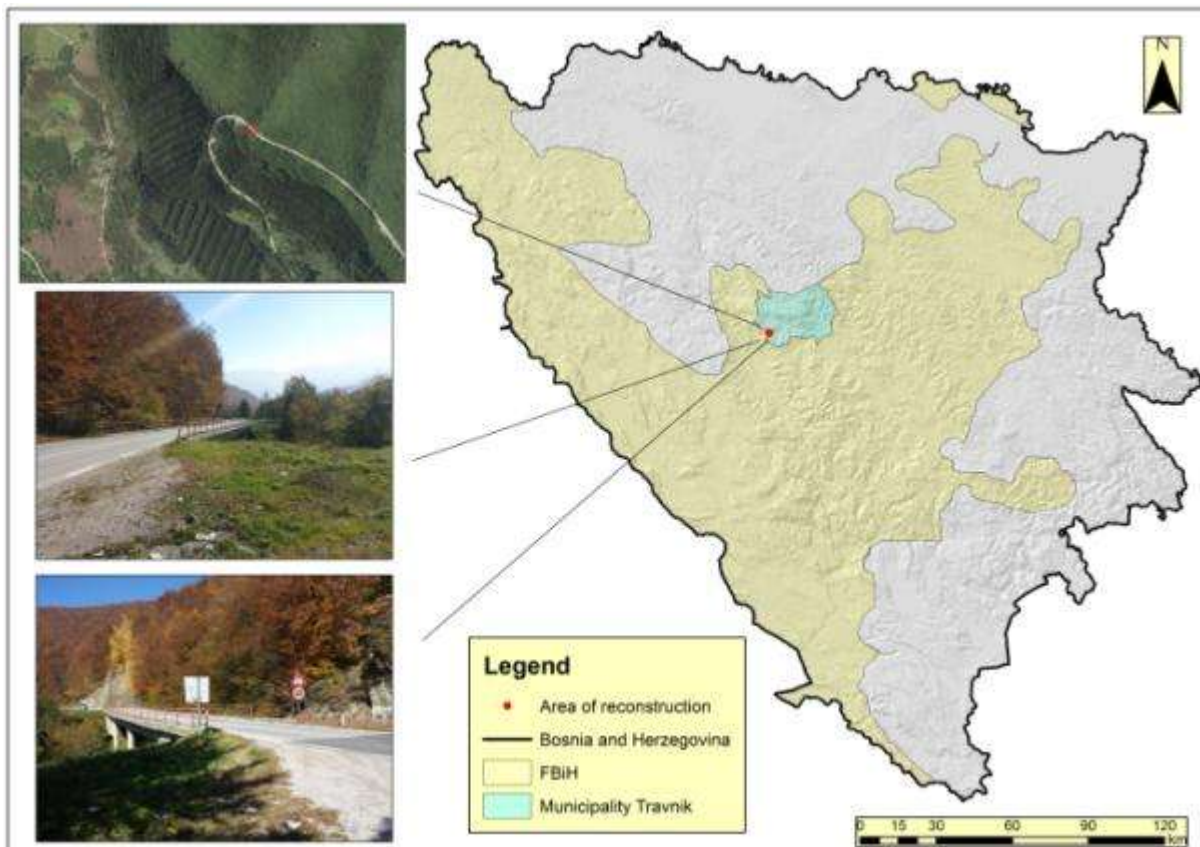 N
Legend
Area of reconstruction
Bosnia and Herzegovina
FBiH
Municipality Travnik
0 15 30 60 90 120
km